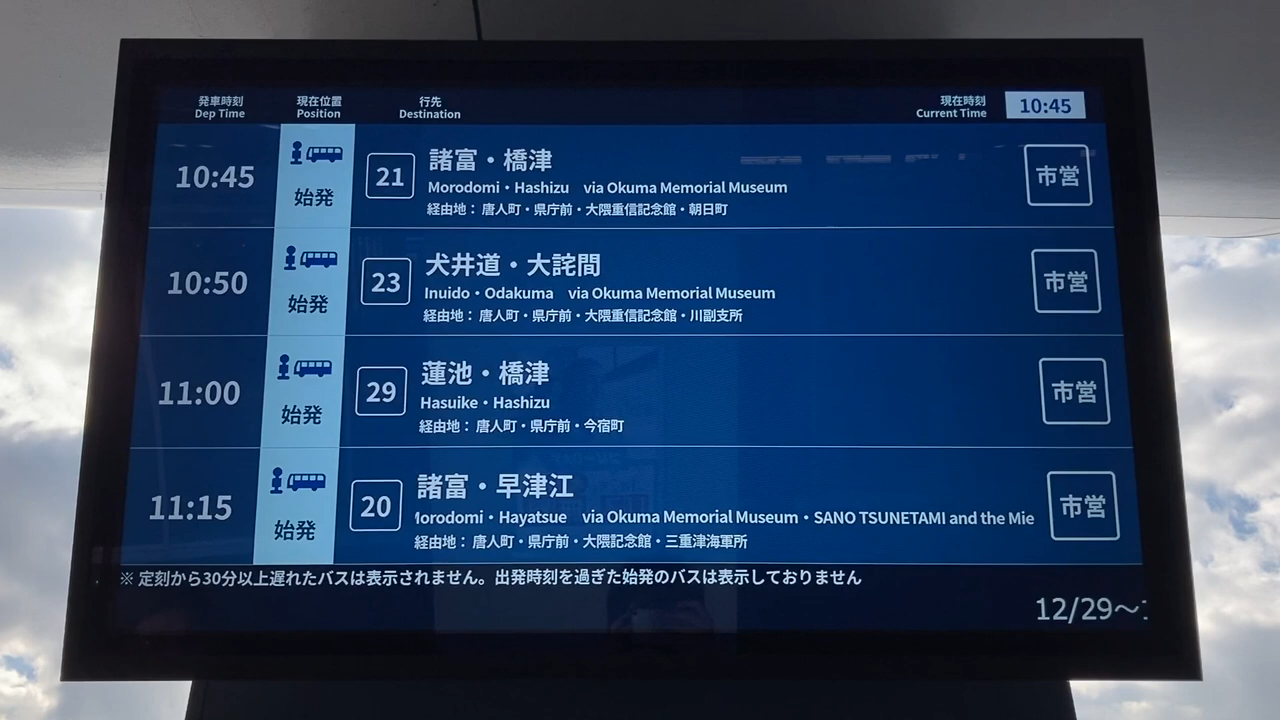 発車時刻 現在位置 行先 現在時刻 10:45
Dep Time Position Destination Current Time
10:45 始発 21 諸富・橋津 市営
Morodomi・Hashizu via Okuma Memorial Museum
経由地： 唐人町・県庁前・大隈重信記念館・朝日町
10:50 始発 23 犬井道・大詫間 市営
Inuido・Odakuma via Okuma Memorial Museum
経由地： 唐人町・県庁前・大隈重信記念館・川副支所
11:00 始発 29 蓮池・橋津 市営
Hasuike・Hashizu
経由地： 唐人町・県庁前・今宿町
11:15 始発 20 諸富・早津江 市営
orodomi・Hayatsue via Okuma Memorial Museum・SANO TSUNETAMI and the Mie
経由地： 唐人町・県庁前・大隈記念館・三重津海軍所
※ 定刻から30分以上遅れたバスは表示されません。出発時刻を過ぎた始発のバスは表示しておりません
12/29～